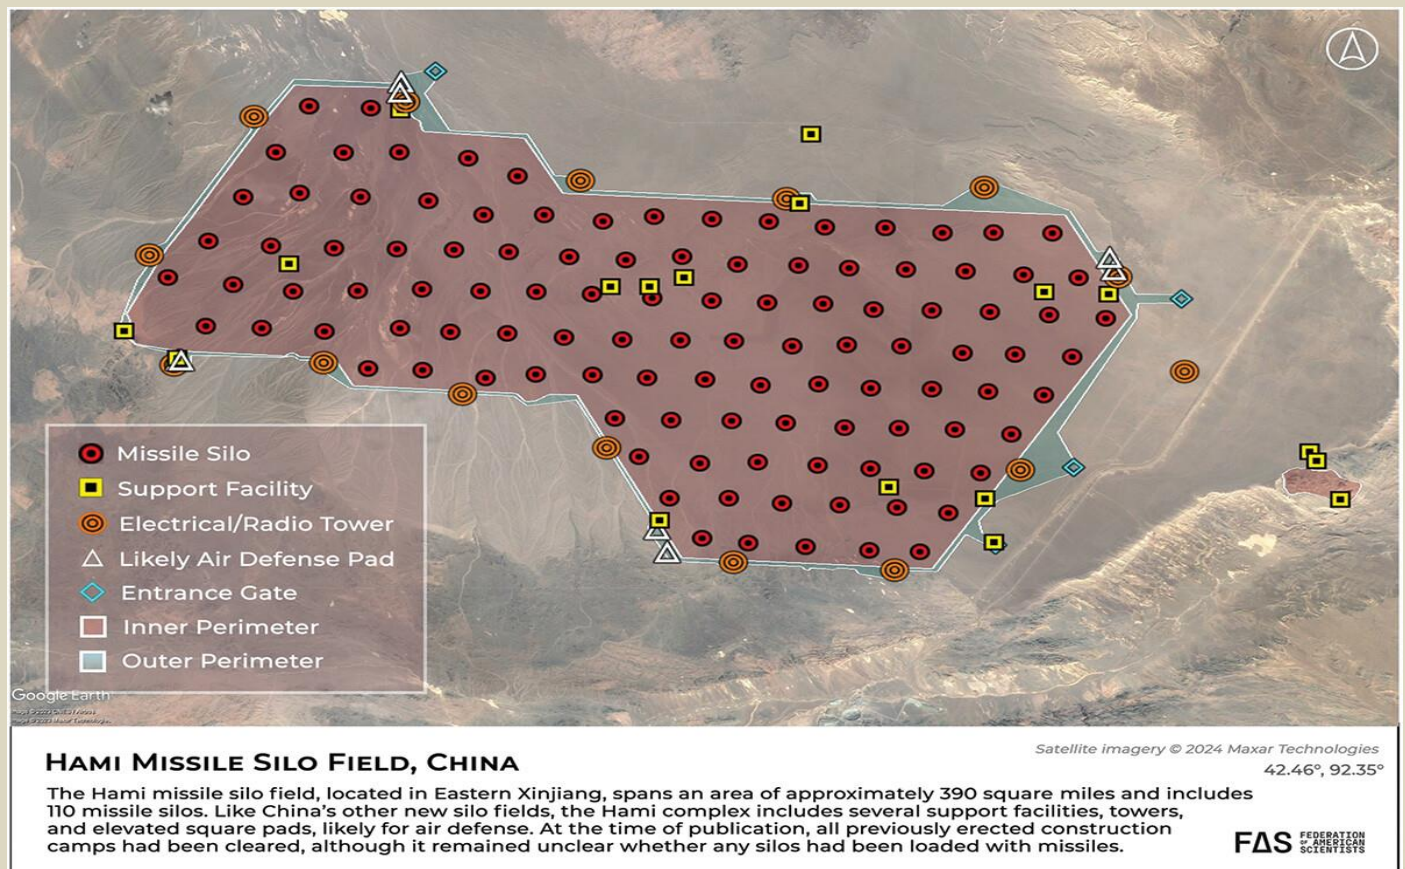 Missile Silo
Support Facility
Electrical/Radio Tower
Likely Air Defense Pad
Entrance Gate
Inner Perimeter
Outer Perimeter
Google Earth
HAMI MISSILE SILO FIELD, CHINA
Satellite imagery © 2024 Maxar Technologies
42.46°, 92.35°
The Hami missile silo field, located in Eastern Xinjiang, spans an area of approximately 390 square miles and includes
110 missile silos. Like China's other new silo fields, the Hami complex includes several support facilities, towers,
and elevated square pads, likely for air defense. At the time of publication, all previously erected construction
camps had been cleared, although it remained unclear whether any silos had been loaded with missiles.
FAS
FEDERATION
OF AMERICAN
SCIENTISTS